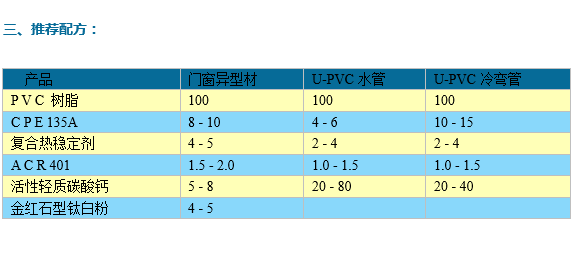 三、推荐配方：
产品 门窗异型材 U-PVC 水管 U-PVC 冷弯管
PVC 树脂 100 100 100
CPE 135A 8 - 10 4 - 6 10 - 15
复合热稳定剂 4 - 5 2 - 4 2 - 4
ACR 401 1.5 - 2.0 1.0 - 1.5 1.0 - 1.5
活性轻质碳酸钙 5 - 8 20 - 80 20 - 40
金红石型钛白粉 4 - 5